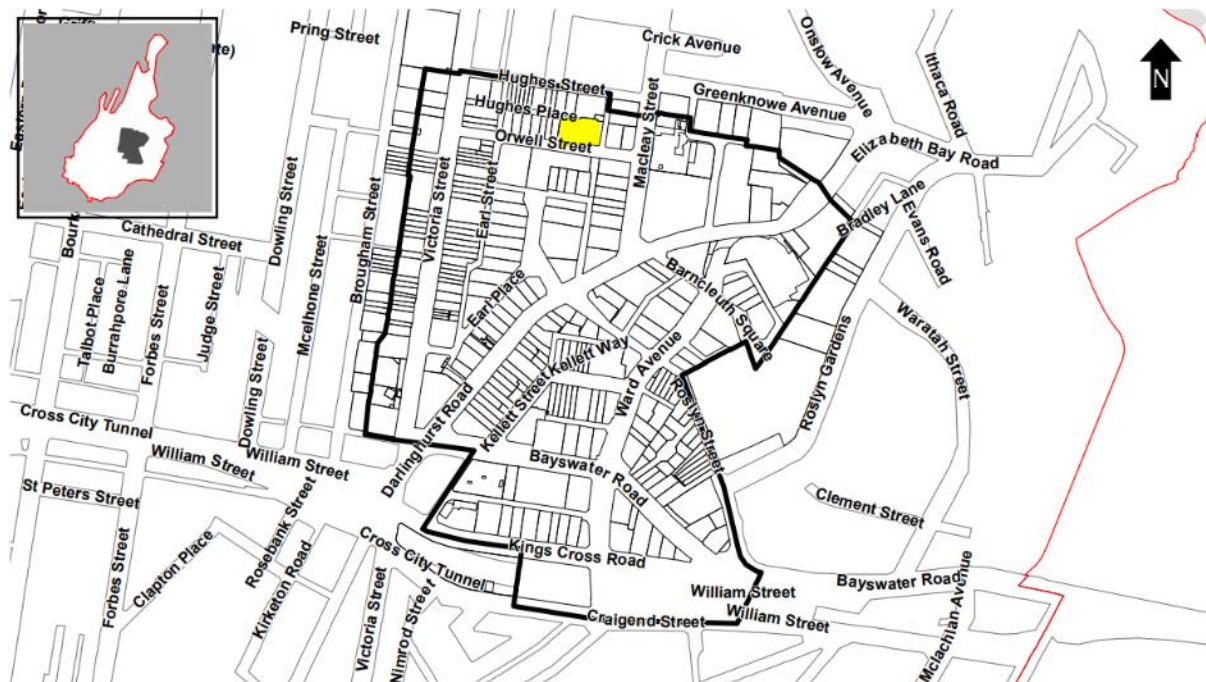 Pring Street
Crick Avenue
Onslow Avenue
Ithaca Road
N
Hughes Street
Greenknowe Avenue
Hughes Place
Orwell Street
Macleay Street
Elizabeth Bay Road
Bradley Lane
Evans Road
Cathedral Street
Dowling Street
Brougham Street
Victoria Street
Earl Street
Mcelhone Street
Talbot Place
Burrahpore Lane
Forbes Street
Judge Street
Earl Place
Barncleuth Square
Waratah Street
Roslyn Gardens
Kellett Way
Ward Avenue
Dowling Street
Darlinghurst Road
Kellett Street
Roslyn Street
Cross City Tunnel
William Street
William Street
Bayswater Road
St Peters Street
Rosebank Street
Clement Street
Forbes Street
Clapton Place
Kirketon Road
Cross City Tunnel
Kings Cross Road
Victoria Street
Nimrod Street
William Street
Bayswater Road
Craigend Street
William Street
Mclachlan Avenue